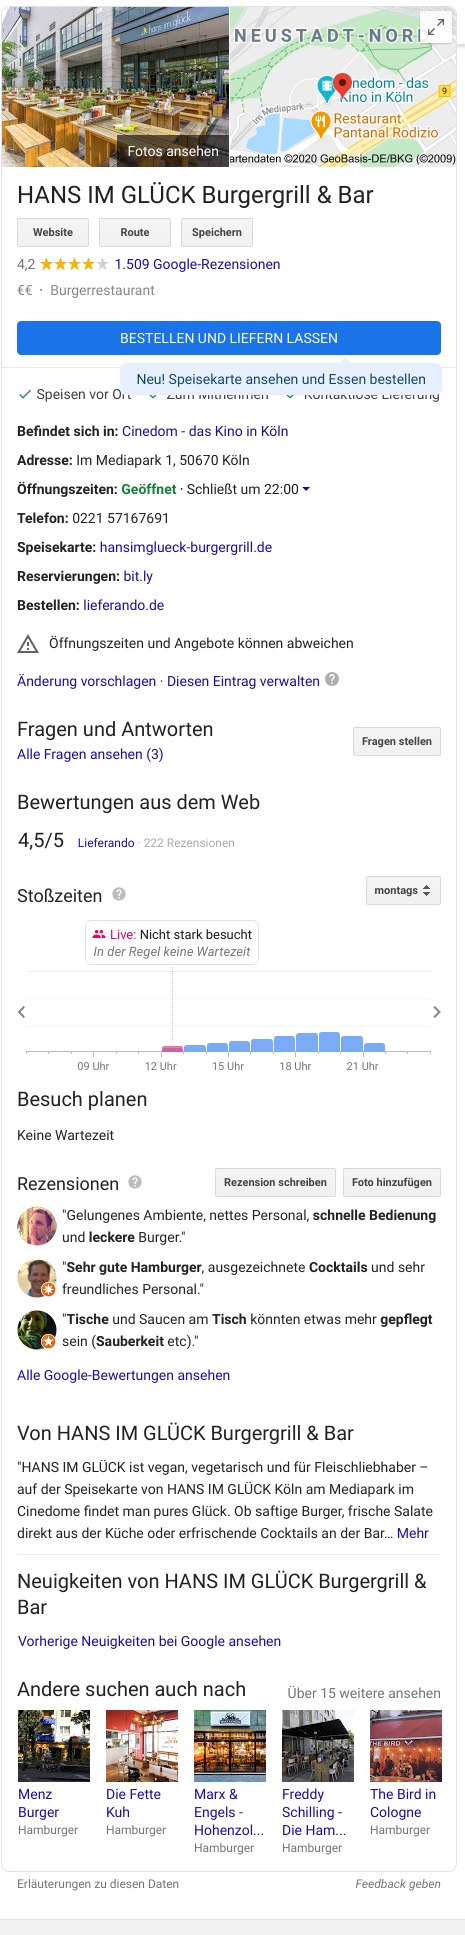 hans im glück
Fotos ansehen
NEUSTADT-NORD
Cinedom - das
Kino in Köln
Im Mediapark
9
Restaurant
Pantanal Rodizio
artendaten ©2020 GeoBasis-DE/BKG (©2009)
HANS IM GLÜCK Burgergrill & Bar
Website
Route
Speichern
4,2 1.509 Google-Rezensionen
€€ · Burgerrestaurant
BESTELLEN UND LIEFERN LASSEN
Neu! Speisekarte ansehen und Essen bestellen
Speisen vor Ort Zum Mitnehmen Kontaktlose Lieferung
Befindet sich in: Cinedom - das Kino in Köln
Adresse: Im Mediapark 1, 50670 Köln
Öffnungszeiten: Geöffnet · Schließt um 22:00
Telefon: 0221 57167691
Speisekarte: hansimglueck-burgergrill.de
Reservierungen: bit.ly
Bestellen: lieferando.de
Öffnungszeiten und Angebote können abweichen
Änderung vorschlagen · Diesen Eintrag verwalten ?
Fragen und Antworten
Alle Fragen ansehen (3)
Fragen stellen
Bewertungen aus dem Web
4,5/5 Lieferando · 222 Rezensionen
Stoßzeiten ?
montags
Live: Nicht stark besucht
In der Regel keine Wartezeit
09 Uhr 12 Uhr 15 Uhr 18 Uhr 21 Uhr
Besuch planen
Keine Wartezeit
Rezensionen ?
Rezension schreiben
Foto hinzufügen
"Gelungenes Ambiente, nettes Personal, schnelle Bedienung
und leckere Burger."
"Sehr gute Hamburger, ausgezeichnete Cocktails und sehr
freundliches Personal."
"Tische und Saucen am Tisch könnten etwas mehr gepflegt
sein (Sauberkeit etc)."
Alle Google-Bewertungen ansehen
Von HANS IM GLÜCK Burgergrill & Bar
"HANS IM GLÜCK ist vegan, vegetarisch und für Fleischliebhaber –
auf der Speisekarte von HANS IM GLÜCK Köln am Mediapark im
Cinedome findet man pures Glück. Ob saftige Burger, frische Salate
direkt aus der Küche oder erfrischende Cocktails an der Bar… Mehr
Neuigkeiten von HANS IM GLÜCK Burgergrill &
Bar
Vorherige Neuigkeiten bei Google ansehen
Andere suchen auch nach
Über 15 weitere ansehen
THE BIRD
Menz
Burger
Hamburger
Die Fette
Kuh
Hamburger
Marx &
Engels -
Hohenzol...
Hamburger
Freddy
Schilling -
Die Ham...
Hamburger
The Bird in
Cologne
Hamburger
Erläuterungen zu diesen Daten
Feedback geben